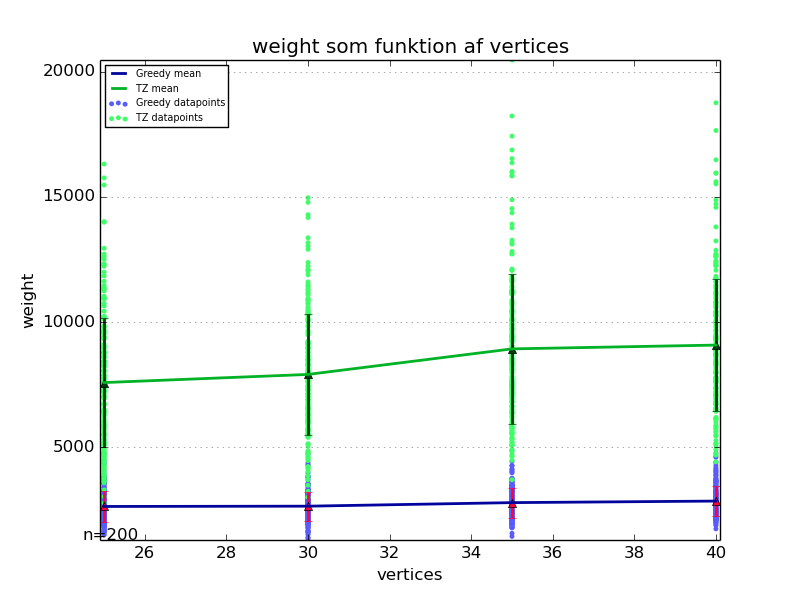 weight som funktion af vertices
20000
15000
10000
5000
weight
Greedy mean
TZ mean
Greedy datapoints
TZ datapoints
n=200
26 28 30 32 34 36 38 40
vertices